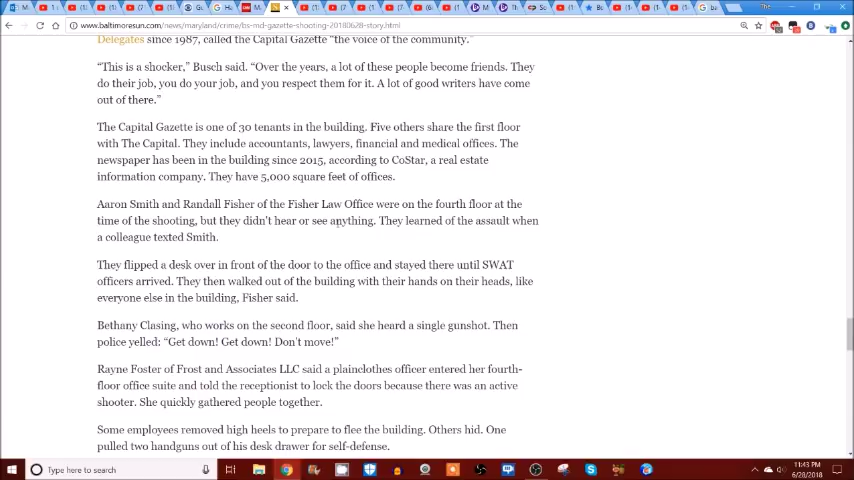 www.baltimoresun.com/news/maryland/crime/bs-md-gazette-shooting-20180628-story.html
Delegates since 1987, called the Capital Gazette “the voice of the community.”
“This is a shocker,” Busch said. “Over the years, a lot of these people become friends. They
do their job, you do your job, and you respect them for it. A lot of good writers have come
out of there.”
The Capital Gazette is one of 30 tenants in the building. Five others share the first floor
with The Capital. They include accountants, lawyers, financial and medical offices. The
newspaper has been in the building since 2015, according to CoStar, a real estate
information company. They have 5,000 square feet of offices.
Aaron Smith and Randall Fisher of the Fisher Law Office were on the fourth floor at the
time of the shooting, but they didn't hear or see anything. They learned of the assault when
a colleague texted Smith.
They flipped a desk over in front of the door to the office and stayed there until SWAT
officers arrived. They then walked out of the building with their hands on their heads, like
everyone else in the building, Fisher said.
Bethany Clasing, who works on the second floor, said she heard a single gunshot. Then
police yelled: “Get down! Get down! Don't move!”
Rayne Foster of Frost and Associates LLC said a plainclothes officer entered her fourth-
floor office suite and told the receptionist to lock the doors because there was an active
shooter. She quickly gathered people together.
Some employees removed high heels to prepare to flee the building. Others hid. One
pulled two handguns out of his desk drawer for self-defense.
Type here to search
11:43 PM
6/28/2018